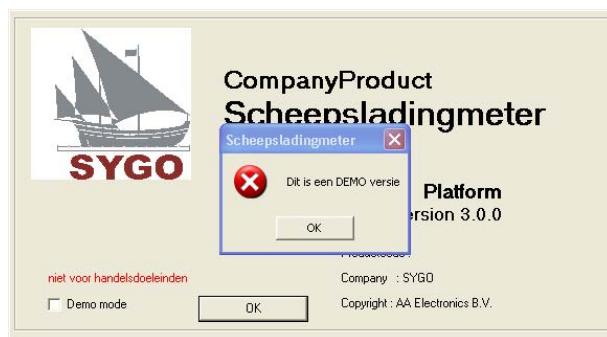 SYGO
CompanyProduct
Scheepsladingmeter
Scheepsladingmeter
Dit is een DEMO versie
OK
Platform
ersion 3.0.0
niet voor handelsdoeleinden
Company : SYGO
Demo mode
OK
Copyright : AA Electronics B.V.